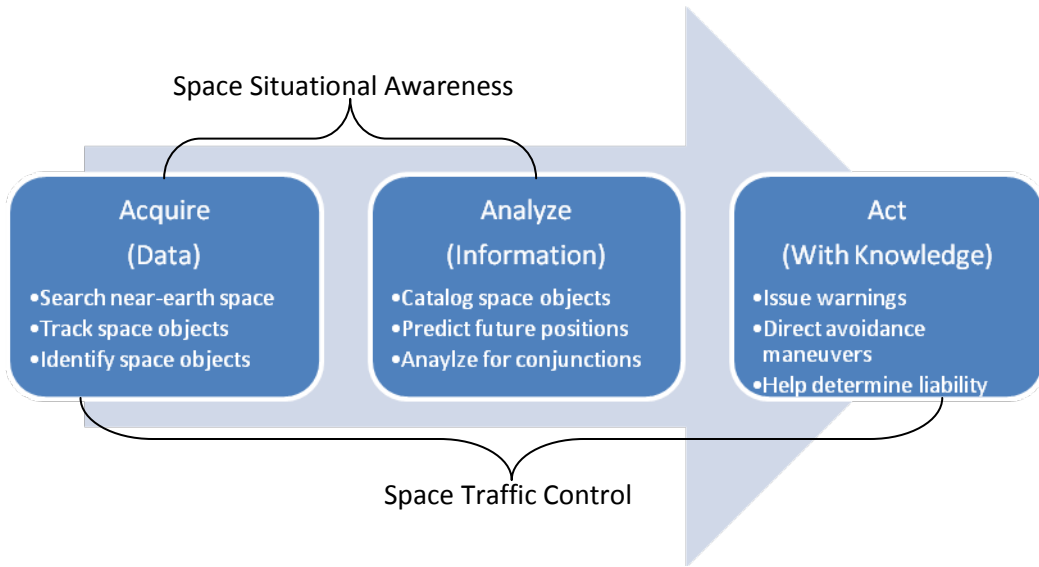 Space Situational Awareness
Acquire
(Data)
•Search near-earth space
•Track space objects
•Identify space objects
Analyze
(Information)
•Catalog space objects
•Predict future positions
•Anaylze for conjunctions
Act
(With Knowledge)
•Issue warnings
•Direct avoidance
maneuvers
•Help determine liability
Space Traffic Control